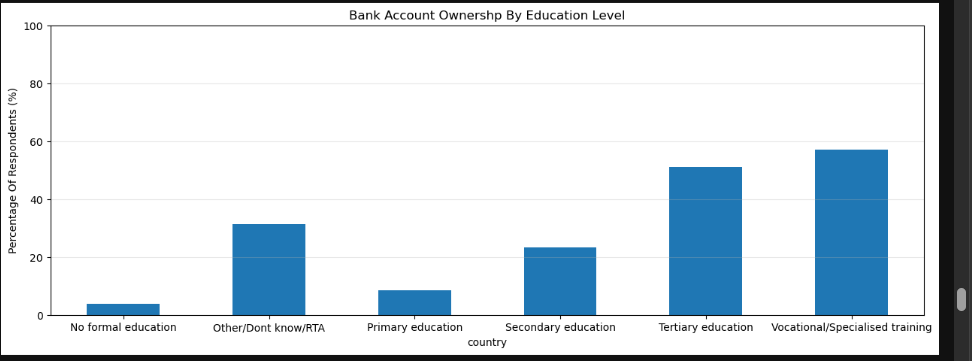 Bank Account Ownershp By Education Level
Percentage Of Respondents (%)
100
80
60
40
20
0
No formal education
Other/Dont know/RTA
Primary education
Secondary education
Tertiary education
Vocational/Specialised training
country